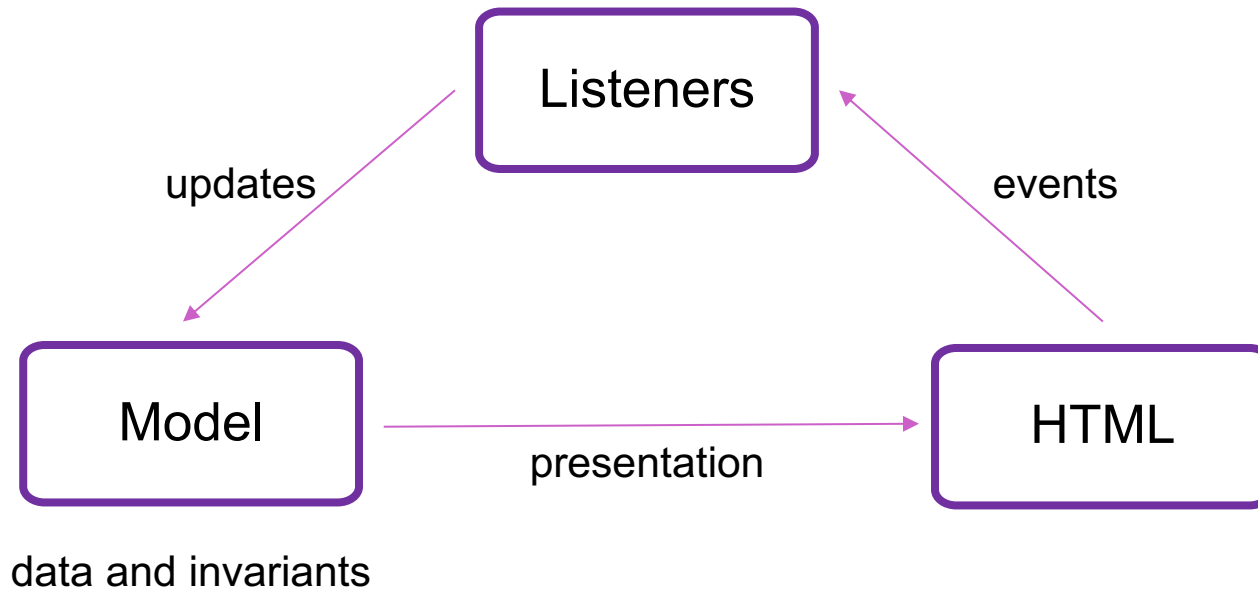 Listeners
updates
events
Model
HTML
presentation
data and invariants